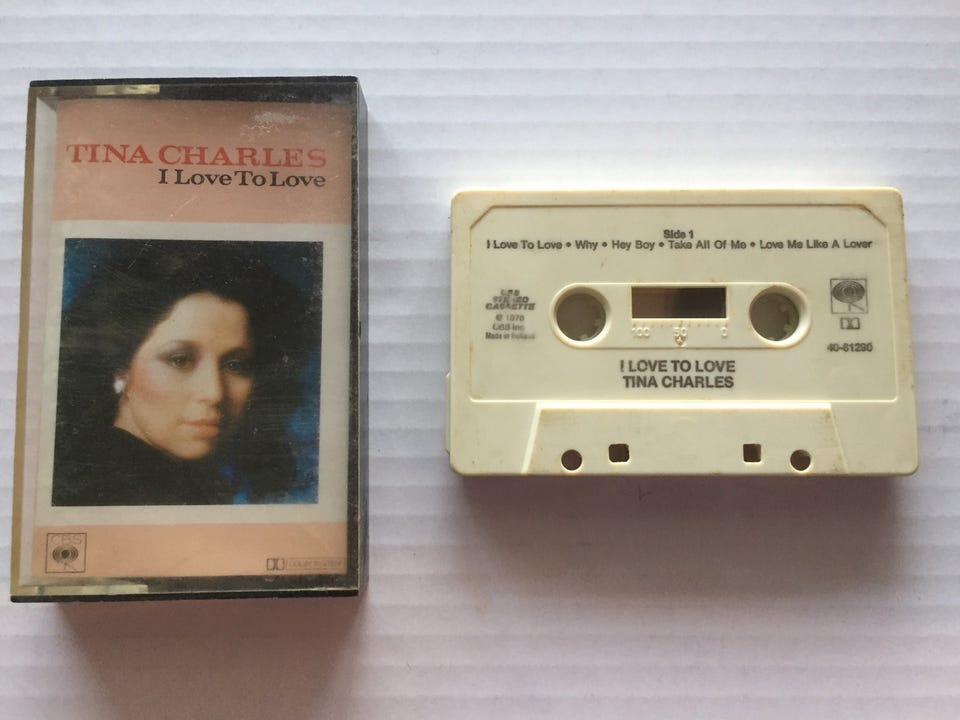 TINA CHARLES
I Love To Love
CBS
Side 1
I Love To Love • Why • Hey Boy • Take All Of Me • Love Me Like A Lover
CBS
STEREO
CASSETTE
℗ 1976
CBS Inc.
Made in Holland
100 50 0
40-61290
I LOVE TO LOVE
TINA CHARLES